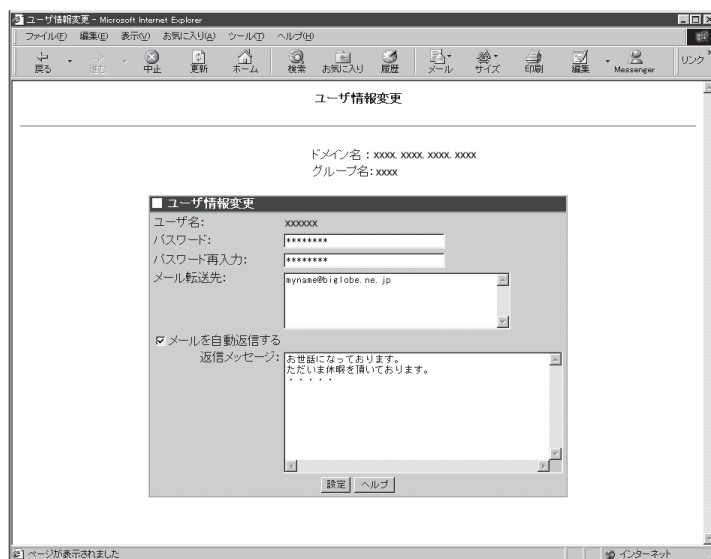 ユーザ情報変更 - Microsoft Internet Explorer
ファイル(F) 編集(E) 表示(V) お気に入り(A) ツール(T) ヘルプ(H)
戻る 進む 中止 更新 ホーム 検索 お気に入り 履歴 メール サイズ 印刷 編集 Messenger リンク
ユーザ情報変更
ドメイン名：xxxx. xxxx. xxxx. xxxx
グループ名：xxxx
ユーザ情報変更
ユーザ名： xxxxxx
パスワード： ********
パスワード再入力： ********
メール転送先： myname@biglobe.ne.jp
メールを自動返信する
返信メッセージ： お世話になっております。
ただいま休暇を頂いております。
・・・・・
設定 ヘルプ
ページが表示されました インターネット